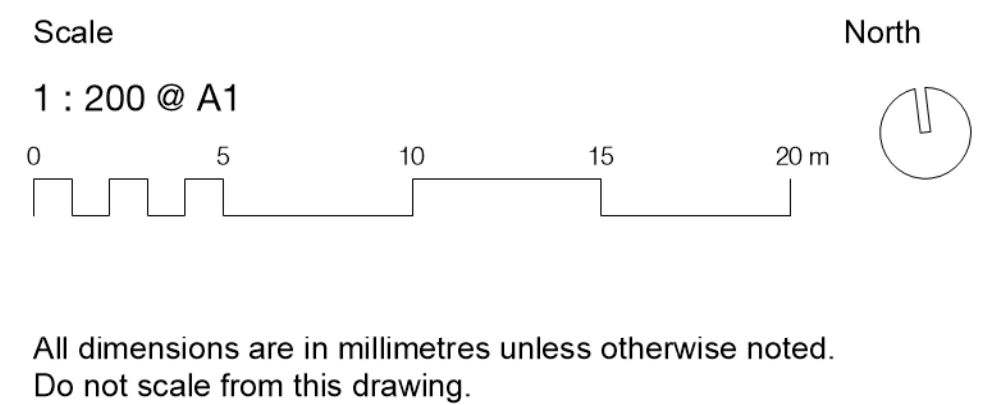 Scale
North
1 : 200 @ A1
0 5 10 15 20 m
All dimensions are in millimetres unless otherwise noted.
Do not scale from this drawing.